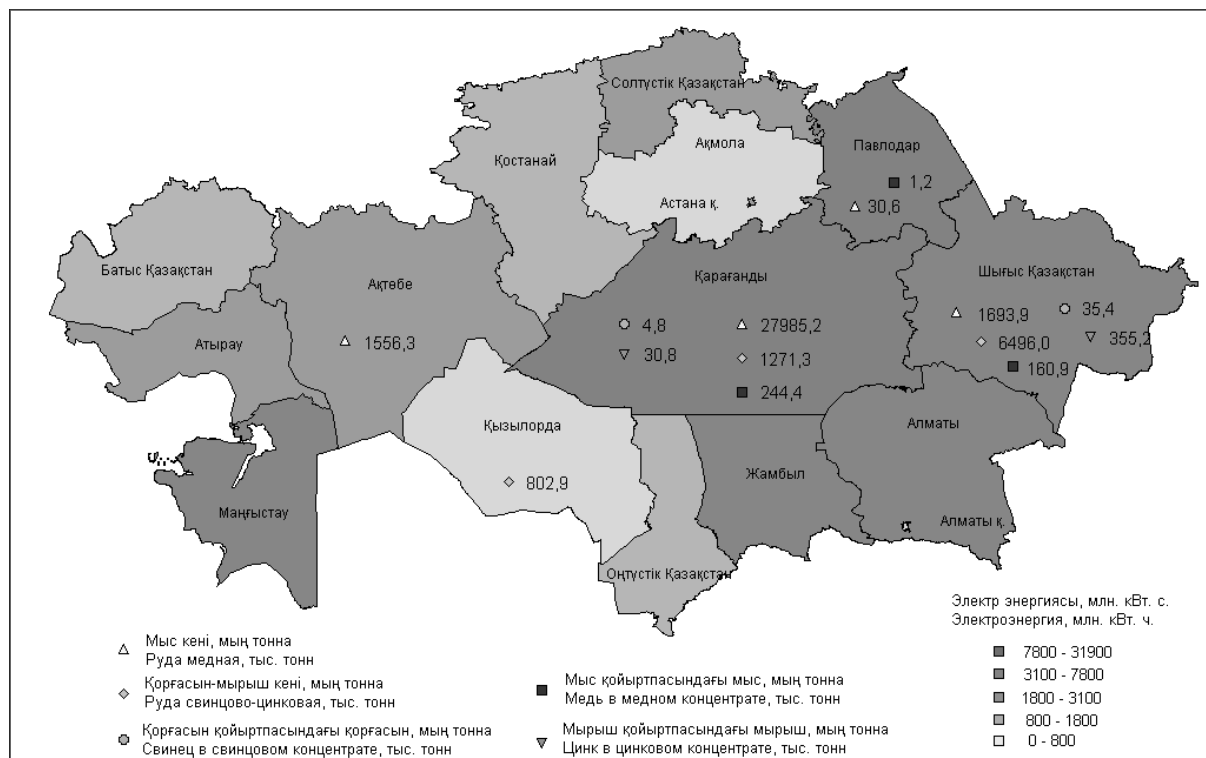 Солтүстік Қазақстан
Ақмола
Павлодар
Қостанай
1,2
Астана қ.
30,6
Батыс Қазақстан
Ақтөбе
Қарағанды
Шығыс Қазақстан
Атырау
1556,3
4,8
27985,2
1693,9
35,4
30,8
1271,3
6496,0
355,2
244,4
160,9
Қызылорда
802,9
Алматы
Жамбыл
Маңғыстау
Алматы қ.
Оңтүстік Қазақстан
Мыс кені, мың тонна
Руда медная, тыс. тонн
Қорғасын-мырыш кені, мың тонна
Руда свинцово-цинковая, тыс. тонн
Қорғасын қойыртпасындағы қорғасын, мың тонна
Свинец в свинцовом концентрате, тыс. тонн
Мыс қойыртпасындағы мыс, мың тонна
Медь в медном концентрате, тыс. тонн
Мырыш қойыртпасындағы мырыш, мың тонна
Цинк в цинковом концентрате, тыс. тонн
Электр энергиясы, млн. кВт. с.
Электроэнергия, млн. кВт. ч.
7800 - 31900
3100 - 7800
1800 - 3100
800 - 1800
0 - 800